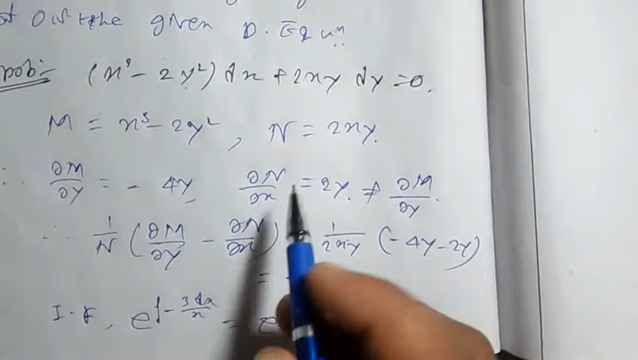 out the given D. Equn
prob:- (x³ - 2y²) dx + 2xy dy = 0.
M = x³ - 2y² , N = 2xy.
∂M/∂y = - 4y, ∂N/∂x = 2y. ≠ ∂M/∂y.
∴ 1/N (∂M/∂y - ∂N/∂x) = 1/2xy (-4y - 2y)
= -
I.F, e^∫-3dx/x = e